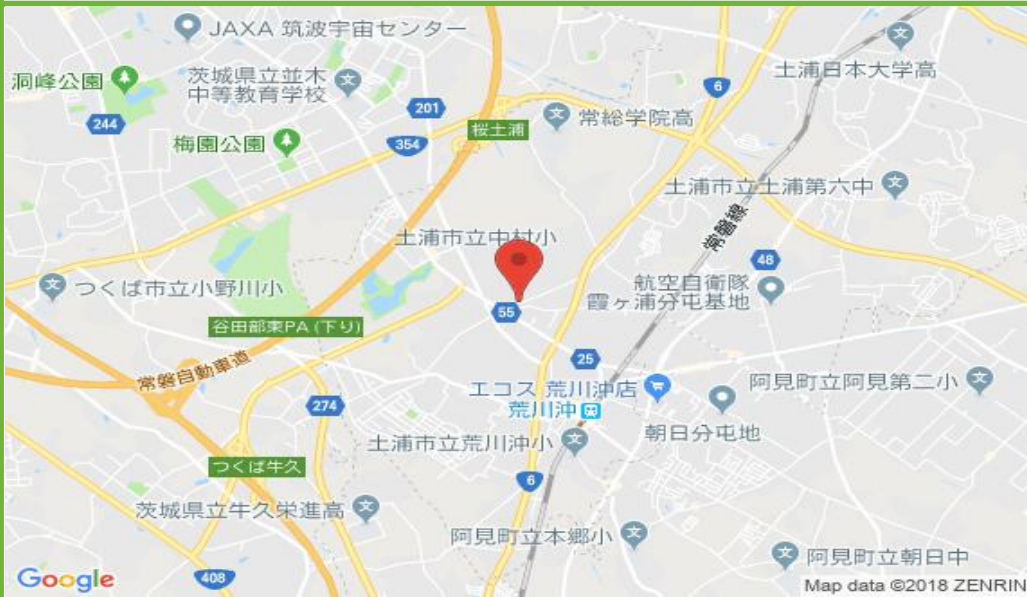 JAXA 筑波宇宙センター
洞峰公園
茨城県立並木
中等教育学校
土浦日本大学高
6
201
244
常総学院高
桜土浦
梅園公園
354
土浦市立土浦第六中
常磐線
土浦市立中村小
48
航空自衛隊
霞ヶ浦分屯基地
つくば市立小野川小
55
谷田部東PA (下り)
25
常磐自動車道
エコス 荒川沖店
荒川沖
阿見町立阿見第二小
274
朝日分屯地
土浦市立荒川沖小
つくば牛久
6
茨城県立牛久栄進高
阿見町立本郷小
阿見町立朝日中
408
Google
Map data ©2018 ZENRIN